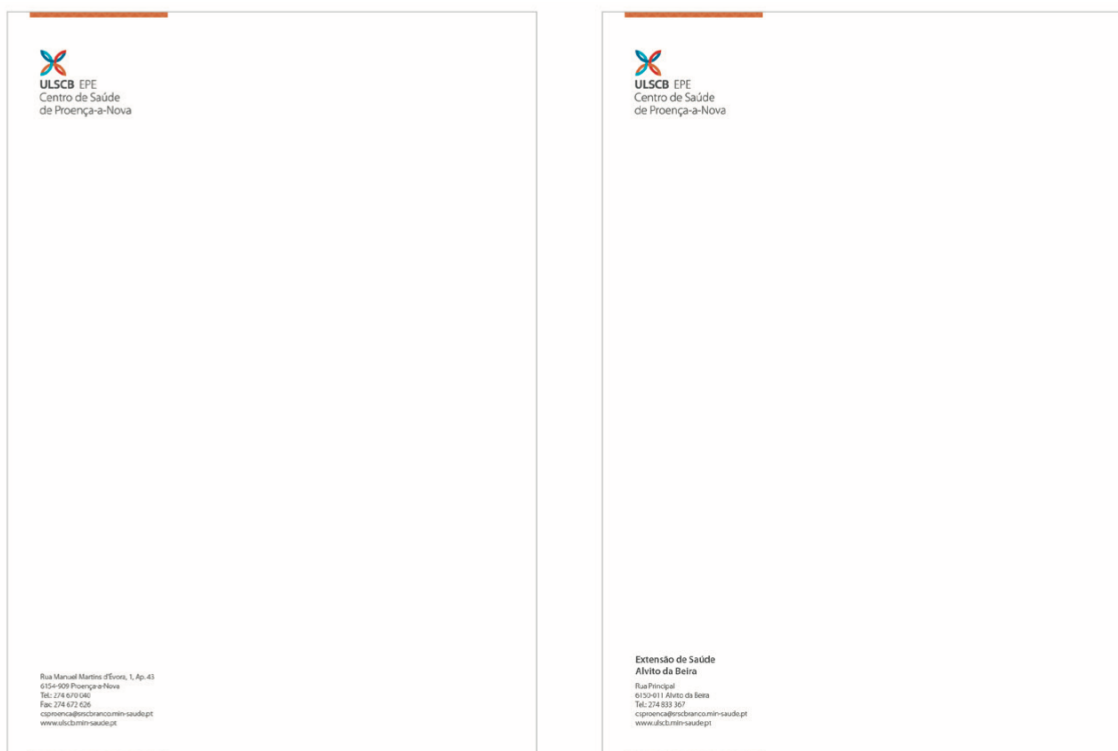 ULSCB EPE
Centro de Saúde
de Proença-a-Nova
Rua Manuel Martins d'Évora, 1, Ap. 43
6154-909 Proença-a-Nova
Tel.: 274 670 040
Fax: 274 672 626
csproenca@srscbranco.min-saude.pt
www.ulscb.min-saude.pt
ULSCB EPE
Centro de Saúde
de Proença-a-Nova
Extensão de Saúde
Alvito da Beira
Rua Principal
6150-011 Alvito da Beira
Tel.: 274 833 367
csproenca@srscbranco.min-saude.pt
www.ulscb.min-saude.pt